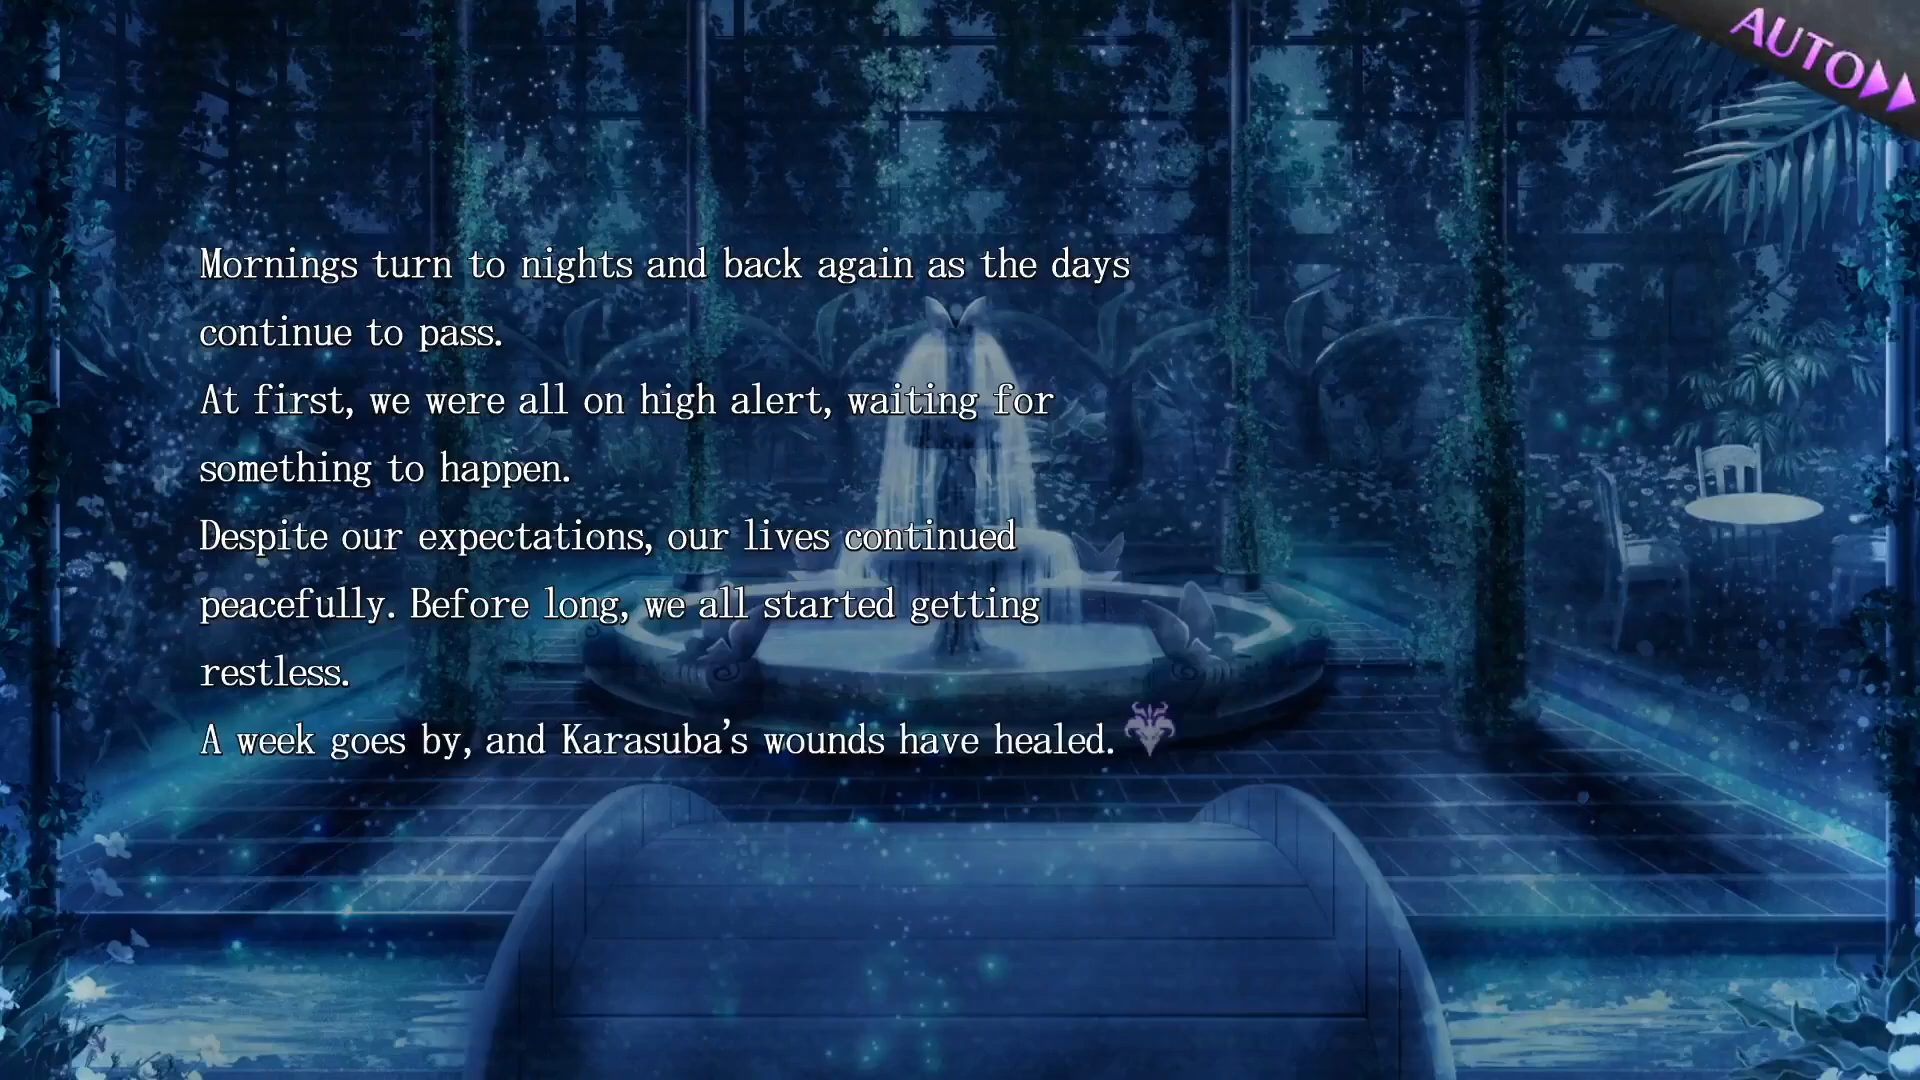 AUTO
Mornings turn to nights and back again as the days
continue to pass.
At first, we were all on high alert, waiting for
something to happen.
Despite our expectations, our lives continued
peacefully. Before long, we all started getting
restless.
A week goes by, and Karasuba's wounds have healed.